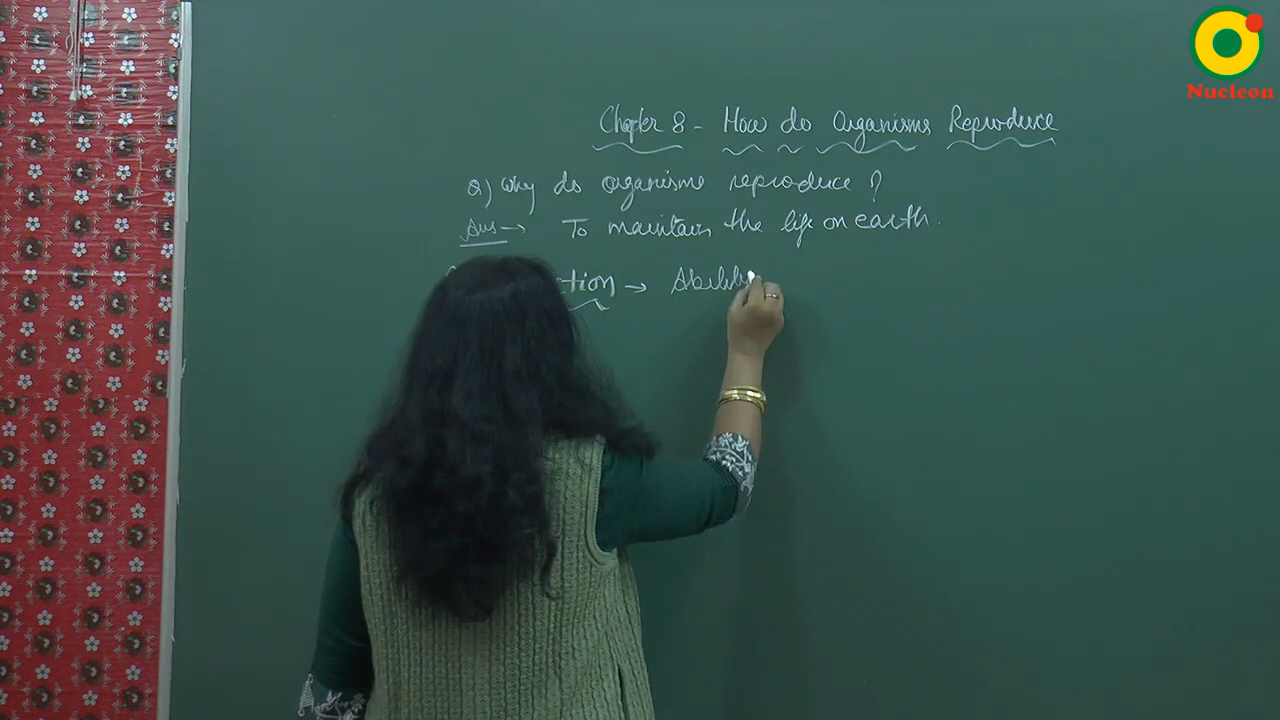 Nucleon
Chapter 8 - How do Organisms Reproduce
Q) Why do organisms reproduce ?
Ans → To maintain the life on earth.
ction → Ability